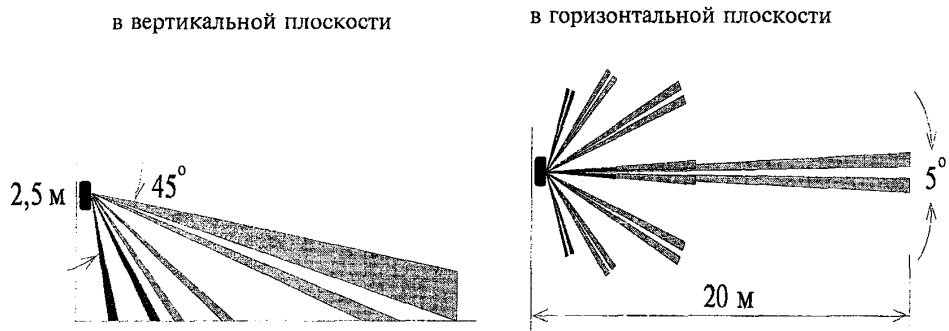 в вертикальной плоскости
в горизонтальной плоскости
2,5 м
45°
5°
20 м